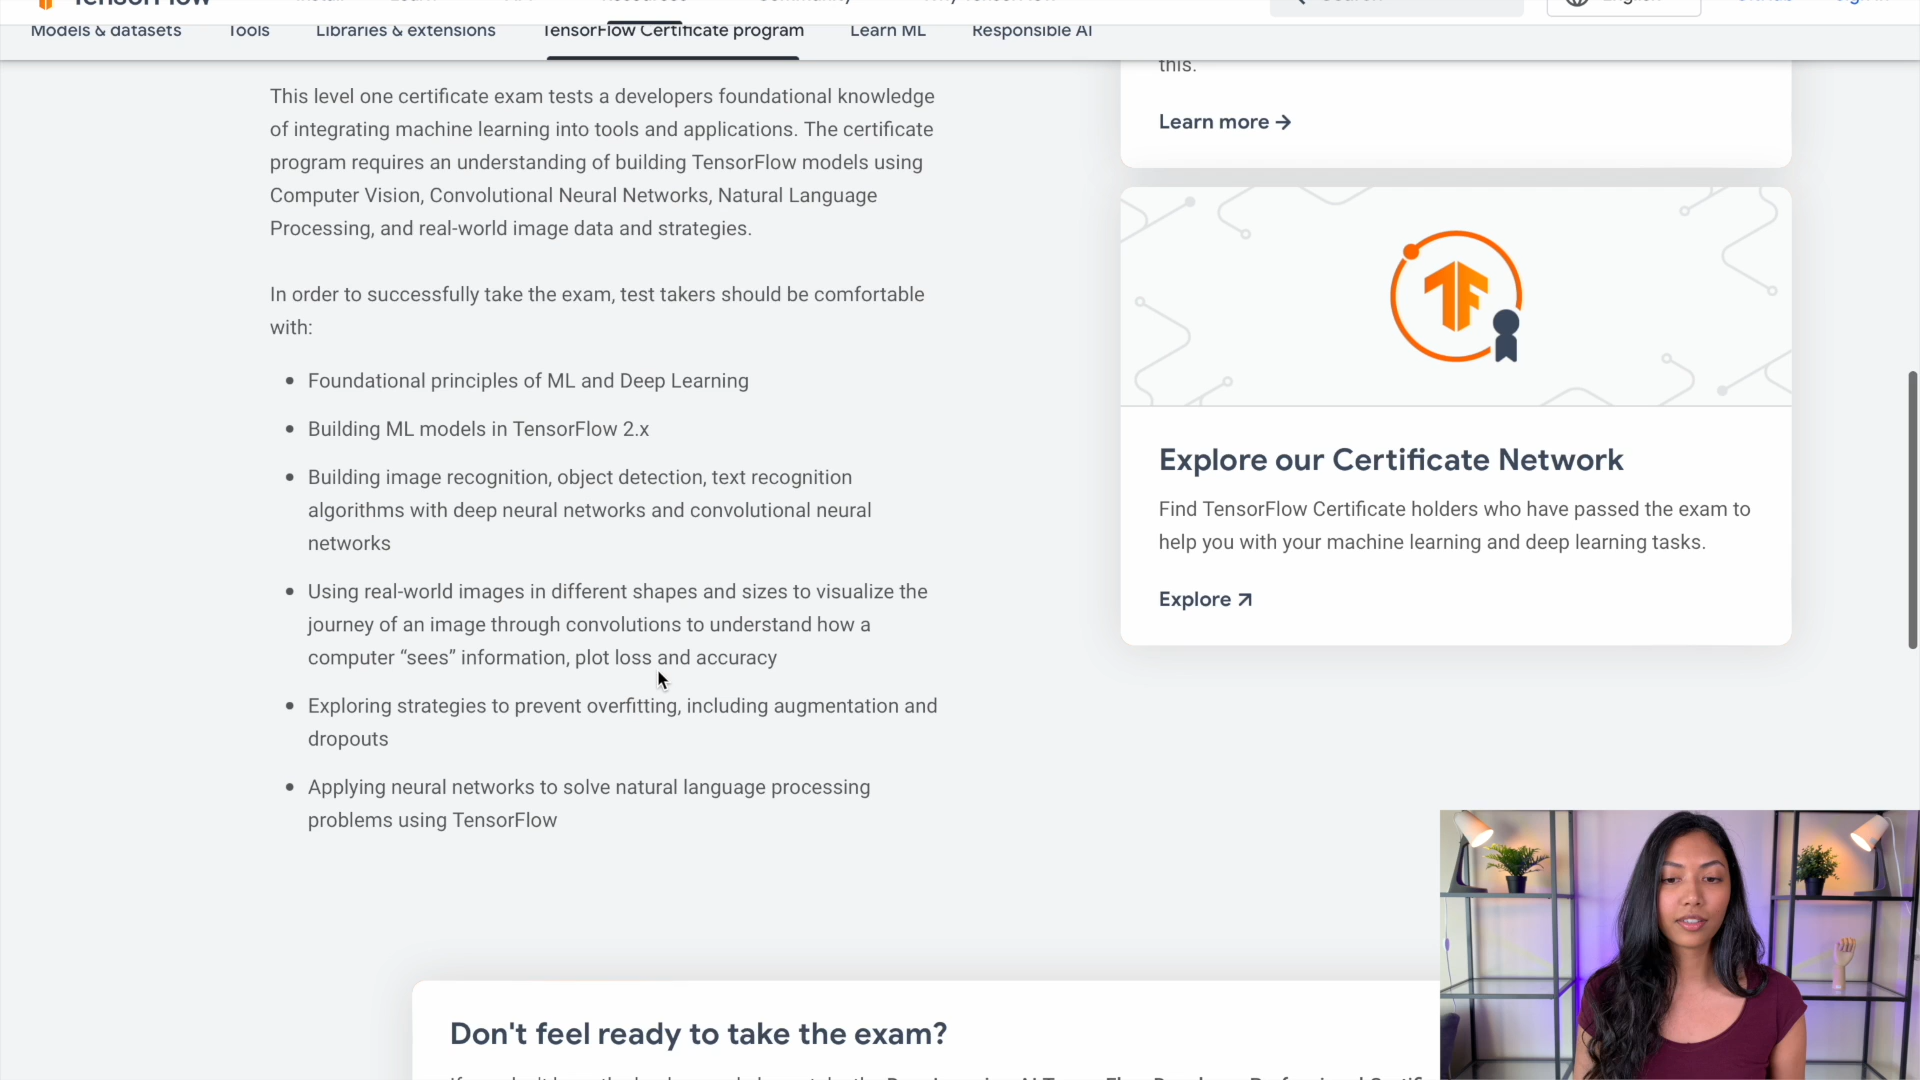 TensorFlow
Models & datasets Tools Libraries & extensions TensorFlow Certificate program Learn ML Responsible AI
This level one certificate exam tests a developers foundational knowledge
of integrating machine learning into tools and applications. The certificate
program requires an understanding of building TensorFlow models using
Computer Vision, Convolutional Neural Networks, Natural Language
Processing, and real-world image data and strategies.
In order to successfully take the exam, test takers should be comfortable
with:
• Foundational principles of ML and Deep Learning
• Building ML models in TensorFlow 2.x
• Building image recognition, object detection, text recognition
algorithms with deep neural networks and convolutional neural
networks
• Using real-world images in different shapes and sizes to visualize the
journey of an image through convolutions to understand how a
computer “sees” information, plot loss and accuracy
• Exploring strategies to prevent overfitting, including augmentation and
dropouts
• Applying neural networks to solve natural language processing
problems using TensorFlow
this.
Learn more →
Explore our Certificate Network
Find TensorFlow Certificate holders who have passed the exam to
help you with your machine learning and deep learning tasks.
Explore ↗
Don't feel ready to take the exam?